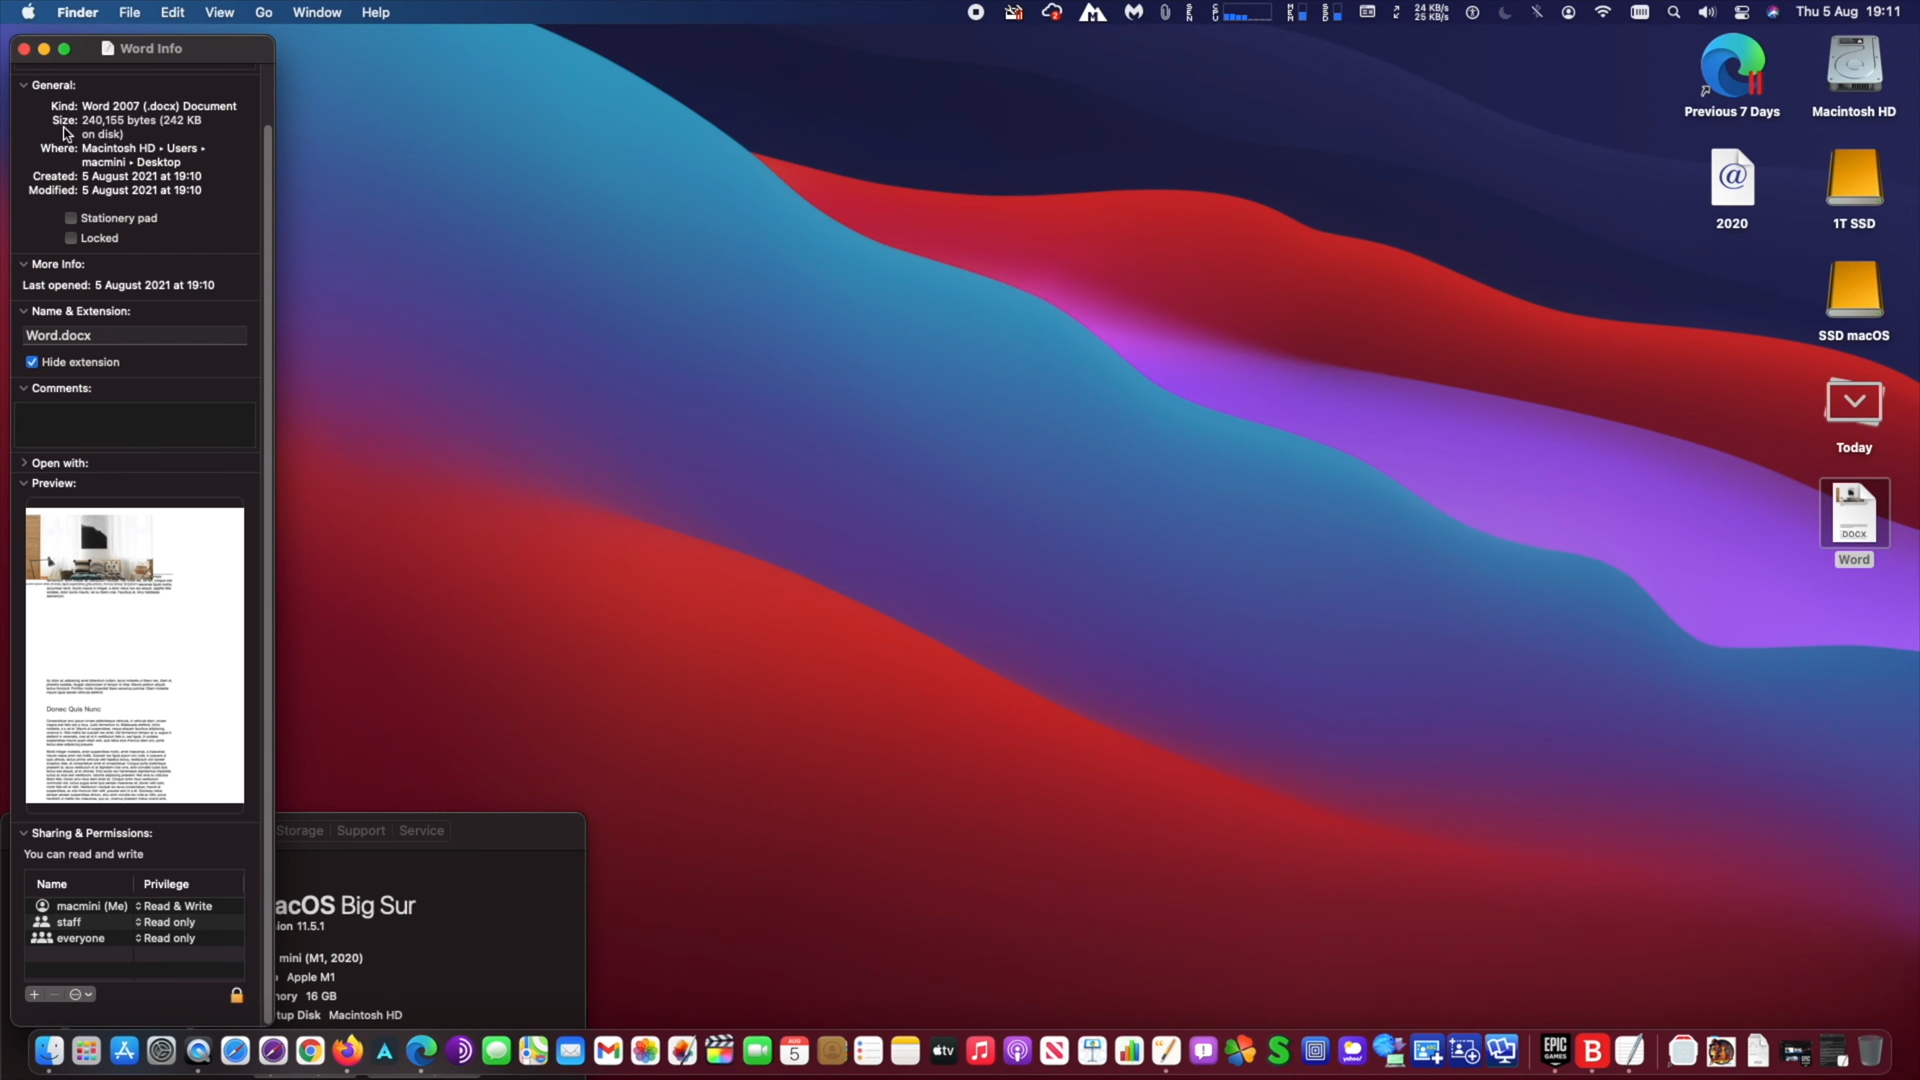 Finder File Edit View Go Window Help
24 KB/s
25 KB/s
Thu 5 Aug 19:11
Word Info
General:
Kind: Word 2007 (.docx) Document
Size: 240,155 bytes (242 KB
on disk)
Where: Macintosh HD ▸ Users ▸
macmini ▸ Desktop
Created: 5 August 2021 at 19:10
Modified: 5 August 2021 at 19:10
Stationery pad
Locked
More Info:
Last opened: 5 August 2021 at 19:10
Name & Extension:
Word.docx
Hide extension
Comments:
Open with:
Preview:
Donec Quis Nunc
Sharing & Permissions:
You can read and write
Name Privilege
macmini (Me) Read & Write
staff Read only
everyone Read only
Storage Support Service
acOS Big Sur
ion 11.5.1
mini (M1, 2020)
Apple M1
nory 16 GB
tup Disk Macintosh HD
Previous 7 Days
Macintosh HD
2020
1T SSD
SSD macOS
Today
DOCX
Word
AUG
5
tv
EPIC
GAMES
B
yahoo!